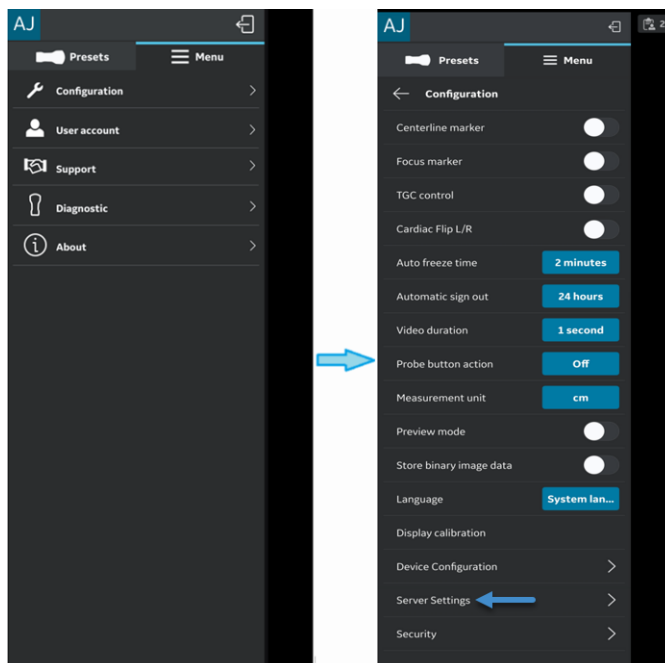 AJ
Presets
Menu
Configuration
User account
Support
Diagnostic
About
AJ
2
Presets
Menu
Configuration
Centerline marker
Focus marker
TGC control
Cardiac Flip L/R
Auto freeze time 2 minutes
Automatic sign out 24 hours
Video duration 1 second
Probe button action Off
Measurement unit cm
Preview mode
Store binary image data
Language System lan...
Display calibration
Device Configuration
Server Settings
Security